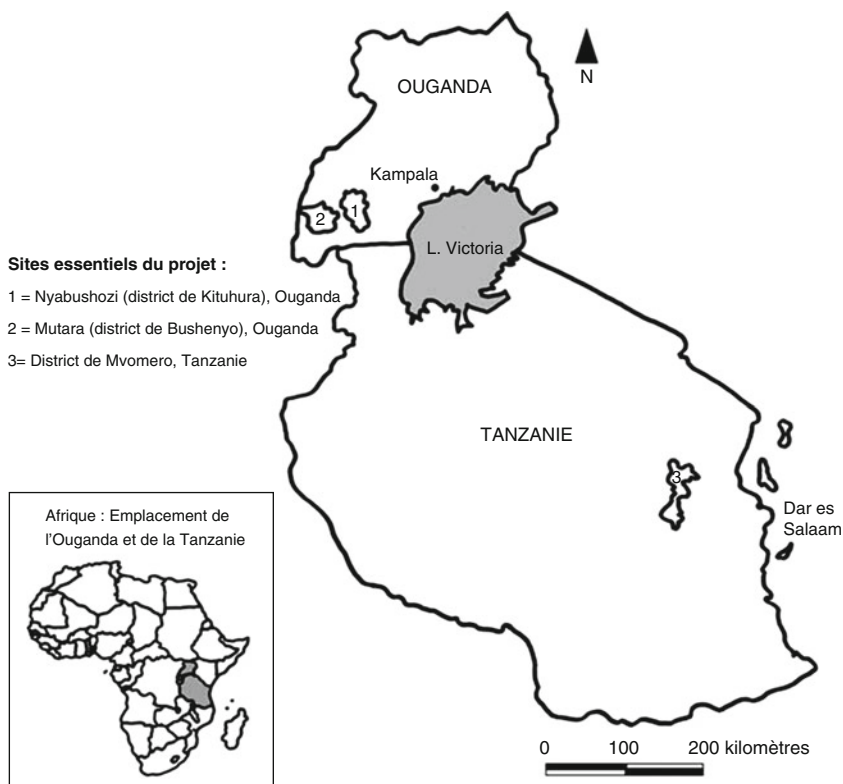 OUGANDA
N
Kampala
1
2
L. Victoria
Sites essentiels du projet :
1 = Nyabushozi (district de Kituhura), Ouganda
2 = Mutara (district de Bushenyo), Ouganda
3= District de Mvomero, Tanzanie
TANZANIE
3
Dar es
Salaam
Afrique : Emplacement de
l'Ouganda et de la Tanzanie
0 100 200 kilomètres